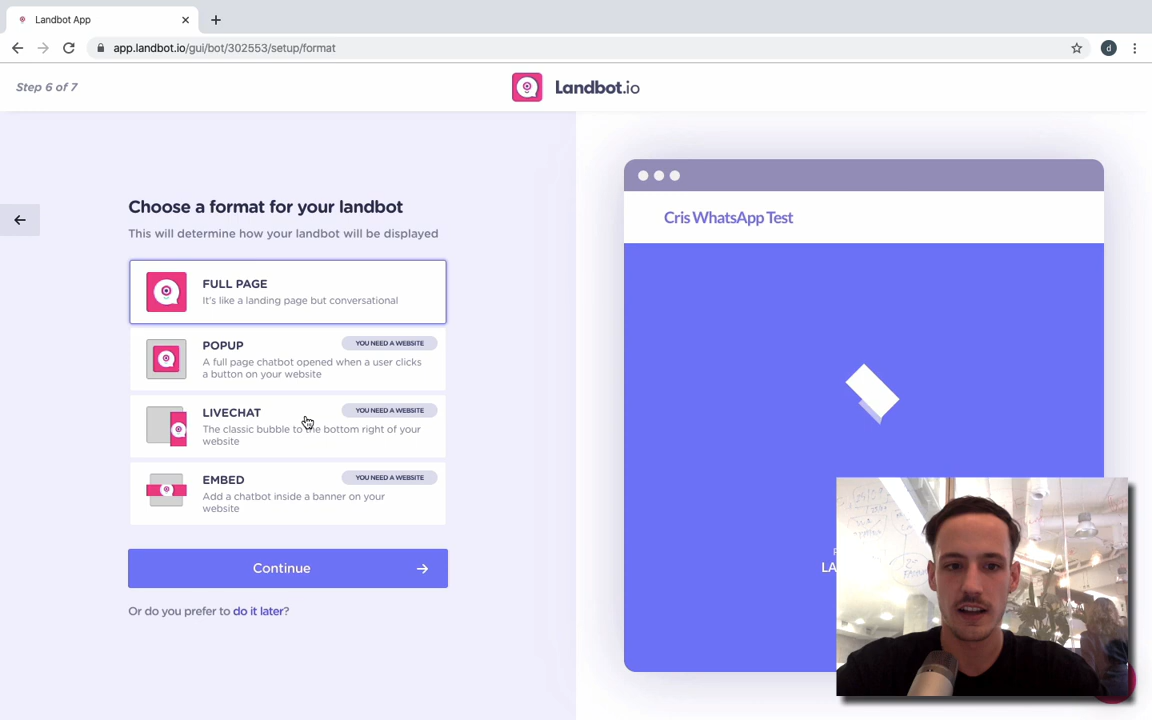 Landbot App
app.landbot.io/gui/bot/302553/setup/format
d
Step 6 of 7
Landbot.io
Choose a format for your landbot
This will determine how your landbot will be displayed
FULL PAGE
It's like a landing page but conversational
POPUP
YOU NEED A WEBSITE
A full page chatbot opened when a user clicks
a button on your website
LIVECHAT
YOU NEED A WEBSITE
The classic bubble to the bottom right of your
website
EMBED
YOU NEED A WEBSITE
Add a chatbot inside a banner on your
website
Continue
Or do you prefer to do it later?
Cris WhatsApp Test
LA